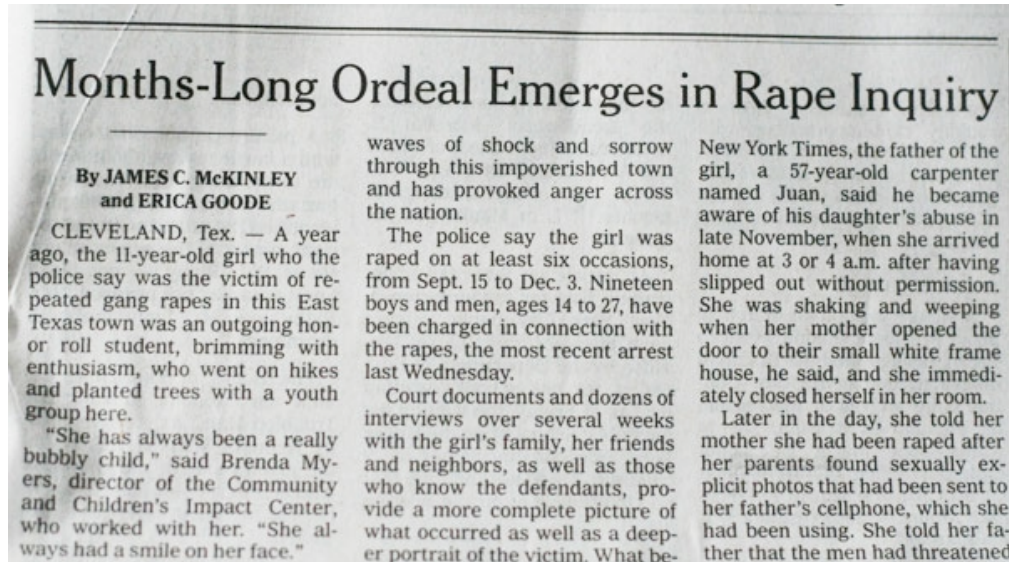 Months-Long Ordeal Emerges in Rape Inquiry
By JAMES C. McKINLEY
and ERICA GOODE
CLEVELAND, Tex. — A year
ago, the 11-year-old girl who the
police say was the victim of re-
peated gang rapes in this East
Texas town was an outgoing hon-
or roll student, brimming with
enthusiasm, who went on hikes
and planted trees with a youth
group here.
“She has always been a really
bubbly child,” said Brenda My-
ers, director of the Community
and Children’s Impact Center,
who worked with her. “She al-
ways had a smile on her face.”
waves of shock and sorrow
through this impoverished town
and has provoked anger across
the nation.
The police say the girl was
raped on at least six occasions,
from Sept. 15 to Dec. 3. Nineteen
boys and men, ages 14 to 27, have
been charged in connection with
the rapes, the most recent arrest
last Wednesday.
Court documents and dozens of
interviews over several weeks
with the girl’s family, her friends
and neighbors, as well as those
who know the defendants, pro-
vide a more complete picture of
what occurred as well as a deep-
er portrait of the victim. What be-
New York Times, the father of the
girl, a 57-year-old carpenter
named Juan, said he became
aware of his daughter’s abuse in
late November, when she arrived
home at 3 or 4 a.m. after having
slipped out without permission.
She was shaking and weeping
when her mother opened the
door to their small white frame
house, he said, and she immedi-
ately closed herself in her room.
Later in the day, she told her
mother she had been raped after
her parents found sexually ex-
plicit photos that had been sent to
her father’s cellphone, which she
had been using. She told her fa-
ther that the men had threatened